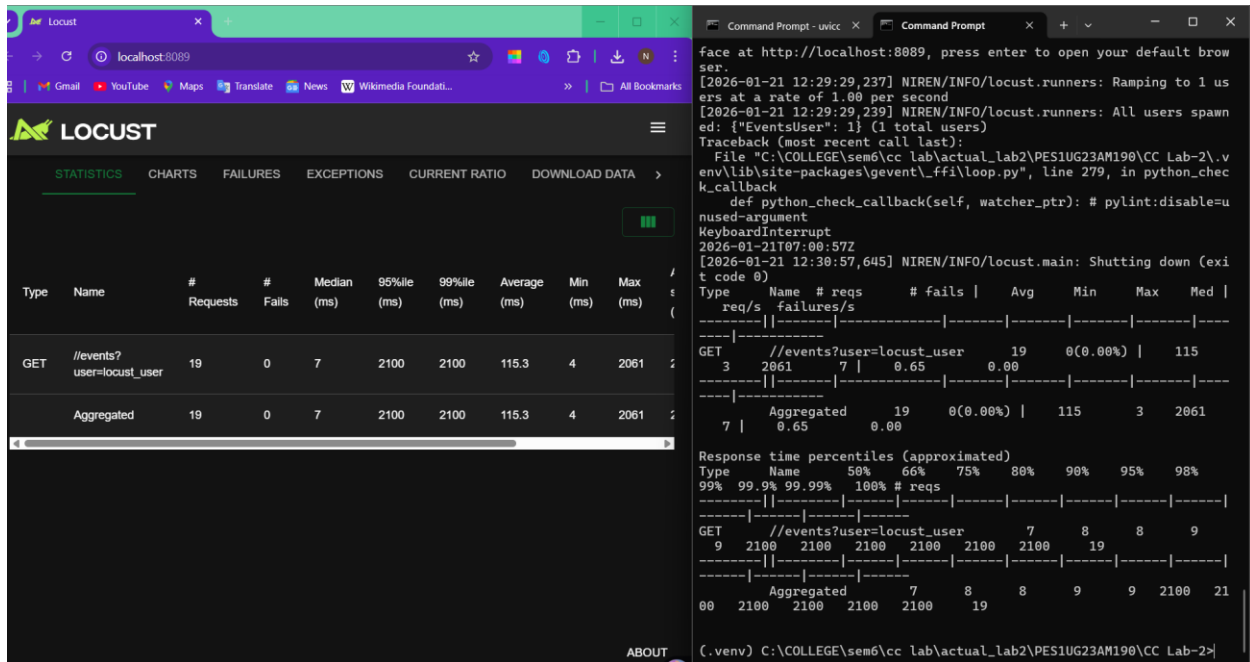 Locust
localhost:8089
N
Gmail YouTube Maps Translate News Wikimedia Foundati... » All Bookmarks
LOCUST
STATISTICS CHARTS FAILURES EXCEPTIONS CURRENT RATIO DOWNLOAD DATA
Type Name # Requests # Fails Median (ms) 95%ile (ms) 99%ile (ms) Average (ms) Min (ms) Max (ms)
GET //events?user=locust_user 19 0 7 2100 2100 115.3 4 2061
Aggregated 19 0 7 2100 2100 115.3 4 2061
ABOUT
Command Prompt - uvicc Command Prompt
face at http://localhost:8089, press enter to open your default brow
ser.
[2026-01-21 12:29:29,237] NIREN/INFO/locust.runners: Ramping to 1 us
ers at a rate of 1.00 per second
[2026-01-21 12:29:29,239] NIREN/INFO/locust.runners: All users spawn
ed: {"EventsUser": 1} (1 total users)
Traceback (most recent call last):
File "C:\COLLEGE\sem6\cc lab\actual_lab2\PES1UG23AM190\CC Lab-2\.v
env\lib\site-packages\gevent\_ffi\loop.py", line 279, in python_chec
k_callback
def python_check_callback(self, watcher_ptr): # pylint:disable=u
nused-argument
KeyboardInterrupt
2026-01-21T07:00:57Z
[2026-01-21 12:30:57,645] NIREN/INFO/locust.main: Shutting down (exi
t code 0)
Type Name # reqs # fails | Avg Min Max Med |
req/s failures/s
--------||-------|-------------|-------|-------|-------|-------|----
----|-----------
GET //events?user=locust_user 19 0(0.00%) | 115
3 2061 7 | 0.65 0.00
--------||-------|-------------|-------|-------|-------|-------|----
----|-----------
Aggregated 19 0(0.00%) | 115 3 2061
7 | 0.65 0.00
Response time percentiles (approximated)
Type Name 50% 66% 75% 80% 90% 95% 98%
99% 99.9% 99.99% 100% # reqs
--------||--------|------|------|------|------|------|------|------|
------|------|------|------
GET //events?user=locust_user 7 8 8 9
9 2100 2100 2100 2100 2100 2100 19
--------||--------|------|------|------|------|------|------|------|
------|------|------|------
Aggregated 7 8 8 9 9 2100 21
00 2100 2100 2100 2100 19
(.venv) C:\COLLEGE\sem6\cc lab\actual_lab2\PES1UG23AM190\CC Lab-2>